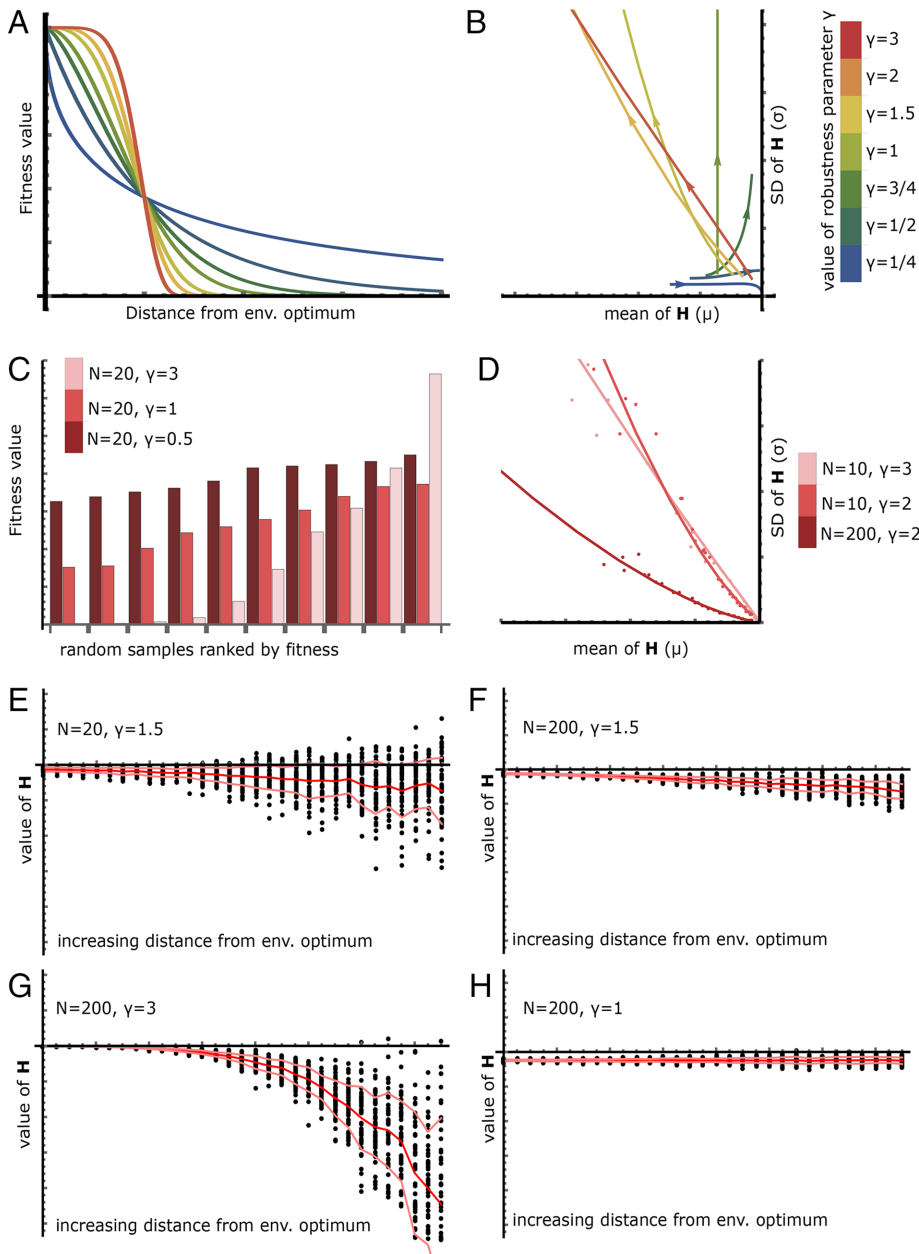 A
Fitness value
Distance from env. optimum
B
SD of H (σ)
mean of H (μ)
value of robustness parameter γ
γ=3
γ=2
γ=1.5
γ=1
γ=3/4
γ=1/2
γ=1/4
C
N=20, γ=3
N=20, γ=1
N=20, γ=0.5
Fitness value
random samples ranked by fitness
D
SD of H (σ)
mean of H (μ)
N=10, γ=3
N=10, γ=2
N=200, γ=2
E
N=20, γ=1.5
value of H
increasing distance from env. optimum
F
N=200, γ=1.5
value of H
increasing distance from env. optimum
G
N=200, γ=3
value of H
increasing distance from env. optimum
H
N=200, γ=1
value of H
increasing distance from env. optimum